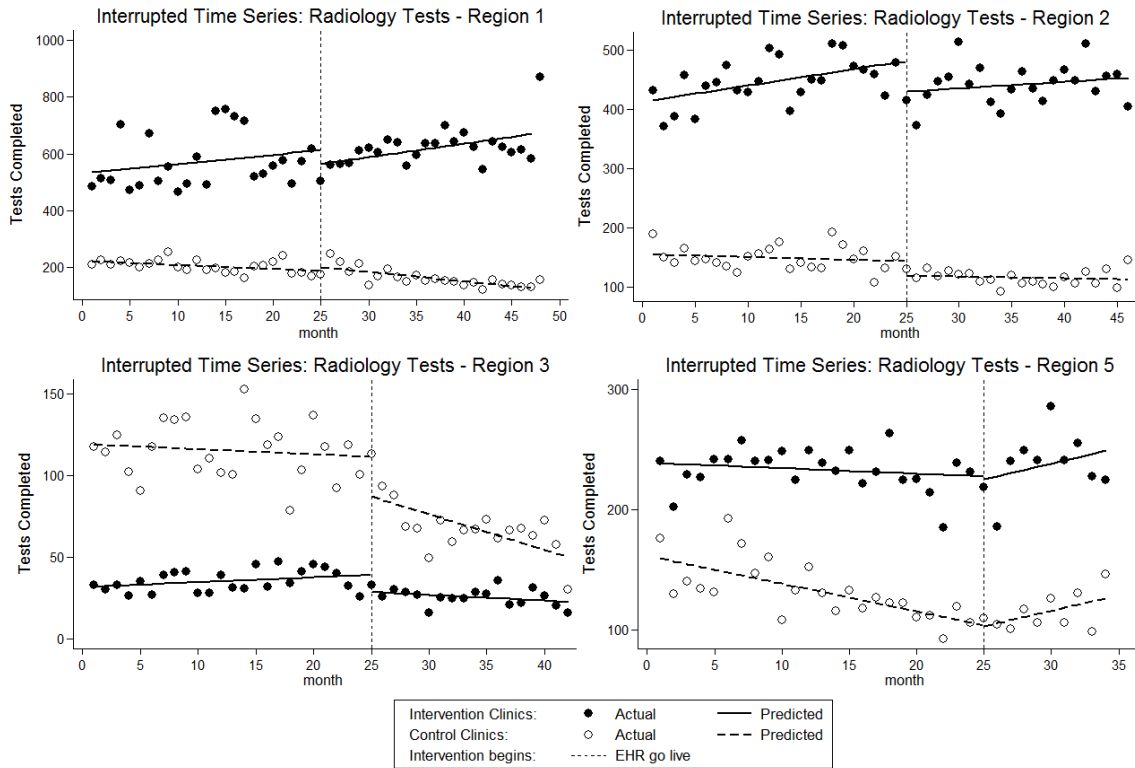 Interrupted Time Series: Radiology Tests - Region 1
1000
800
600
400
200
Tests Completed
0 5 10 15 20 25 30 35 40 45 50
month
Interrupted Time Series: Radiology Tests - Region 2
500
400
300
200
100
Tests Completed
0 5 10 15 20 25 30 35 40 45
month
Interrupted Time Series: Radiology Tests - Region 3
150
100
50
0
Tests Completed
0 5 10 15 20 25 30 35 40
month
Interrupted Time Series: Radiology Tests - Region 5
300
200
100
Tests Completed
0 5 10 15 20 25 30 35
month
Intervention Clinics: Actual Predicted
Control Clinics: Actual Predicted
Intervention begins: EHR go live